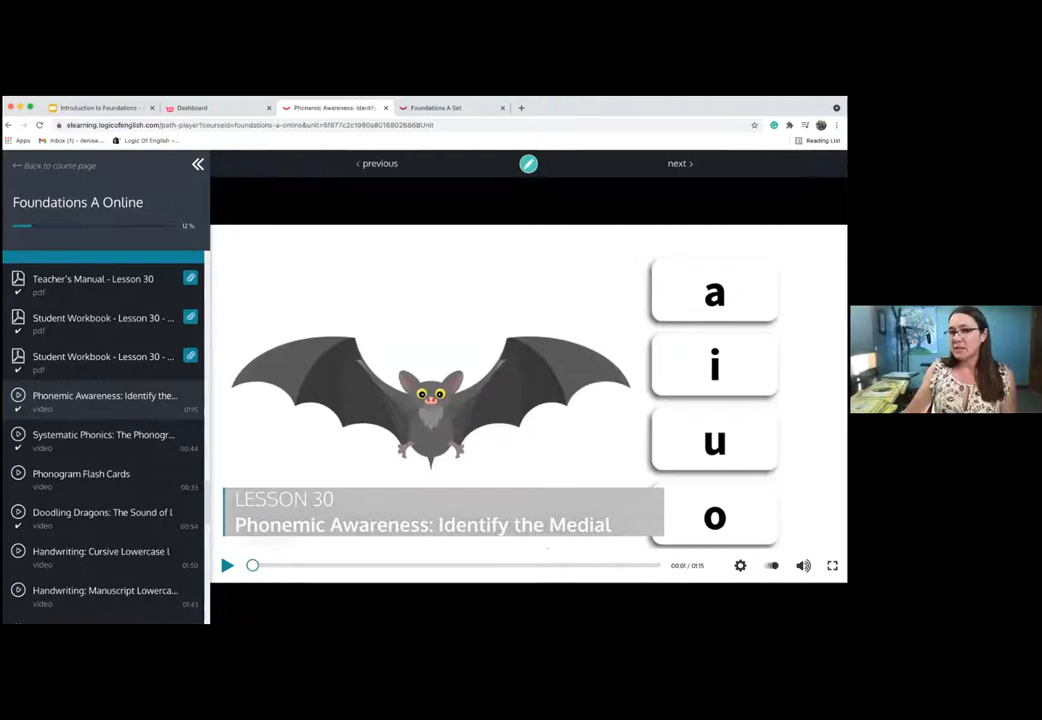 Introduction to Foundations -
Dashboard
Phonemic Awareness: Identify
Foundations A Set
elearning.logicofenglish.com/path-player?courseid=foundations-a-online&unit=
Apps
Inbox (1) - denise....
Logic Of English –...
Reading List
← Back to course page
previous
next
Foundations A Online
12 %
Teacher's Manual - Lesson 30
pdf
Student Workbook - Lesson 30 - ...
pdf
Student Workbook - Lesson 30 - ...
pdf
Phonemic Awareness: Identify the...
video
01:15
Systematic Phonics: The Phonogr...
video
00:44
Phonogram Flash Cards
video
00:33
Doodling Dragons: The Sound of l
video
00:54
Handwriting: Cursive Lowercase l
video
01:50
Handwriting: Manuscript Lowerca...
video
01:43
a
i
u
o
LESSON 30
Phonemic Awareness: Identify the Medial
00:01 / 01:15